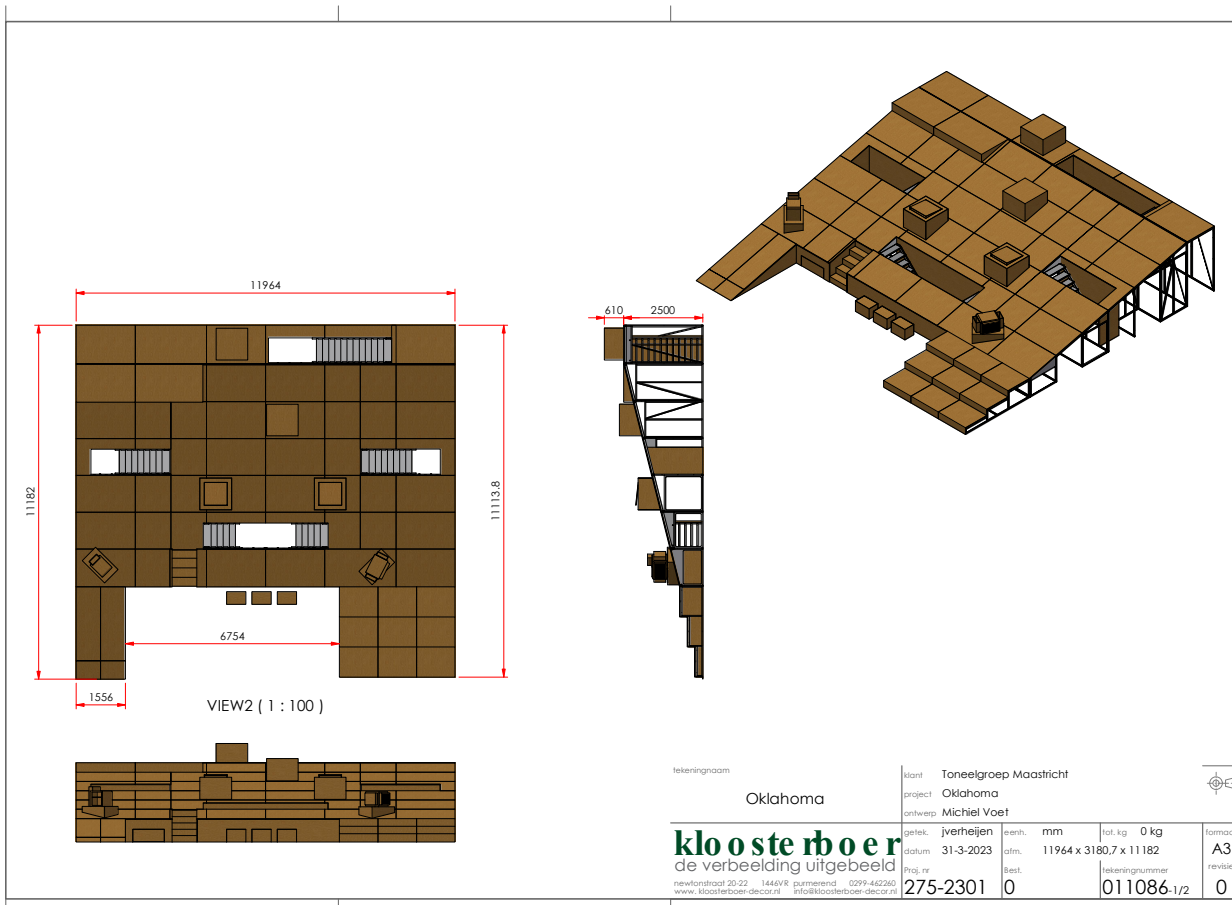 11964
610
2500
11182
11113.8
6754
1556
VIEW2 ( 1 : 100 )
tekeningnaam
Oklahoma
klant Toneelgroep Maastricht
project Oklahoma
ontwerp Michiel Voet
kloosterboer
de verbeelding uitgebeeld
newtonstraat 20-22 1446VR purmerend 0299-462260
www.kloosterboer-decor.nl info@kloosterboer-decor.nl
getek. jverheijen eenh. mm tot. kg 0 kg
datum 31-3-2023 afm. 11964 x 3180,7 x 11182
Proj. nr Best. tekeningnummer
275-2301 0 011086-1/2
A3
revisie
0